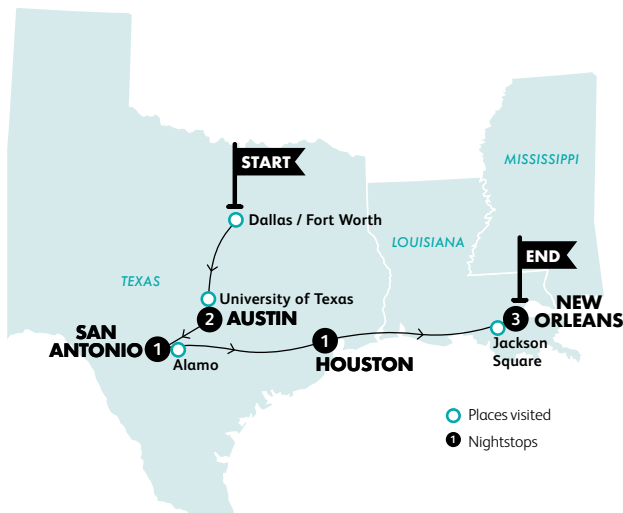 MISSISSIPPI
START
Dallas / Fort Worth
LOUISIANA
END
TEXAS
University of Texas
2 AUSTIN
NEW
3 ORLEANS
SAN
ANTONIO 1
Alamo
1
HOUSTON
Jackson
Square
Places visited
1 Nightstops